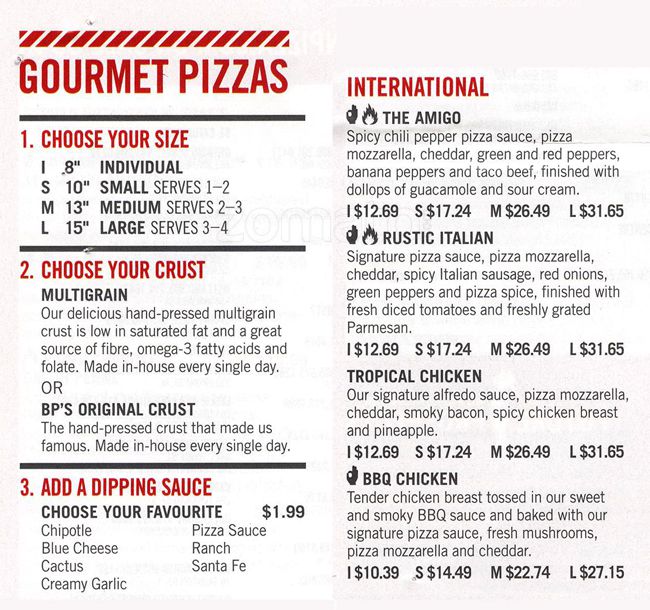 GOURMET PIZZAS
1. CHOOSE YOUR SIZE
I 8" INDIVIDUAL
S 10" SMALL SERVES 1–2
M 13" MEDIUM SERVES 2–3
L 15" LARGE SERVES 3–4
2. CHOOSE YOUR CRUST
MULTIGRAIN
Our delicious hand-pressed multigrain
crust is low in saturated fat and a great
source of fibre, omega-3 fatty acids and
folate. Made in-house every single day.
OR
BP'S ORIGINAL CRUST
The hand-pressed crust that made us
famous. Made in-house every single day.
3. ADD A DIPPING SAUCE
CHOOSE YOUR FAVOURITE $1.99
Chipotle Pizza Sauce
Blue Cheese Ranch
Cactus Santa Fe
Creamy Garlic
INTERNATIONAL
THE AMIGO
Spicy chili pepper pizza sauce, pizza
mozzarella, cheddar, green and red peppers,
banana peppers and taco beef, finished with
dollops of guacamole and sour cream.
I $12.69 S $17.24 M $26.49 L $31.65
RUSTIC ITALIAN
Signature pizza sauce, pizza mozzarella,
cheddar, spicy Italian sausage, red onions,
green peppers and pizza spice, finished with
fresh diced tomatoes and freshly grated
Parmesan.
I $12.69 S $17.24 M $26.49 L $31.65
TROPICAL CHICKEN
Our signature alfredo sauce, pizza mozzarella,
cheddar, smoky bacon, spicy chicken breast
and pineapple.
I $12.69 S $17.24 M $26.49 L $31.65
BBQ CHICKEN
Tender chicken breast tossed in our sweet
and smoky BBQ sauce and baked with our
signature pizza sauce, fresh mushrooms,
pizza mozzarella and cheddar.
I $10.39 S $14.49 M $22.74 L $27.15